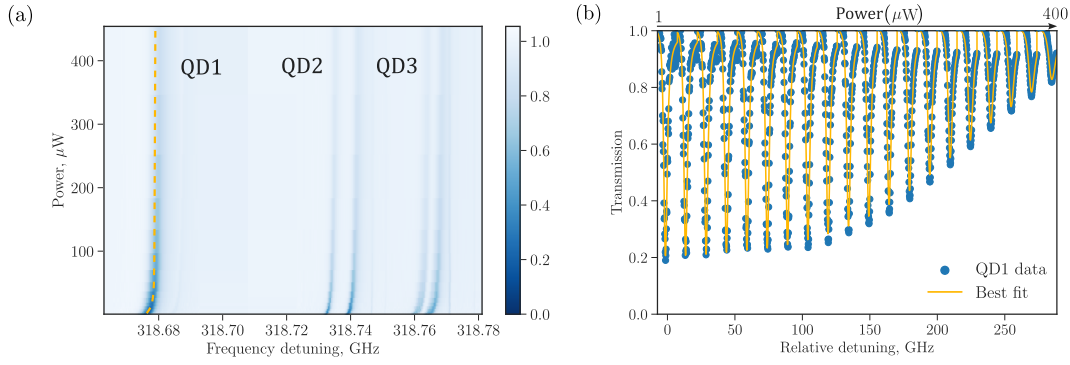 (a)
QD1
QD2
QD3
400
300
200
100
Power, μW
318.68
318.70
318.72
318.74
318.76
318.78
Frequency detuning, GHz
1.0
0.8
0.6
0.4
0.2
0.0
(b)
1
Power(μW)
400
1.0
0.8
0.6
0.4
0.2
0.0
Transmission
QD1 data
Best fit
0
50
100
150
200
250
Relative detuning, GHz